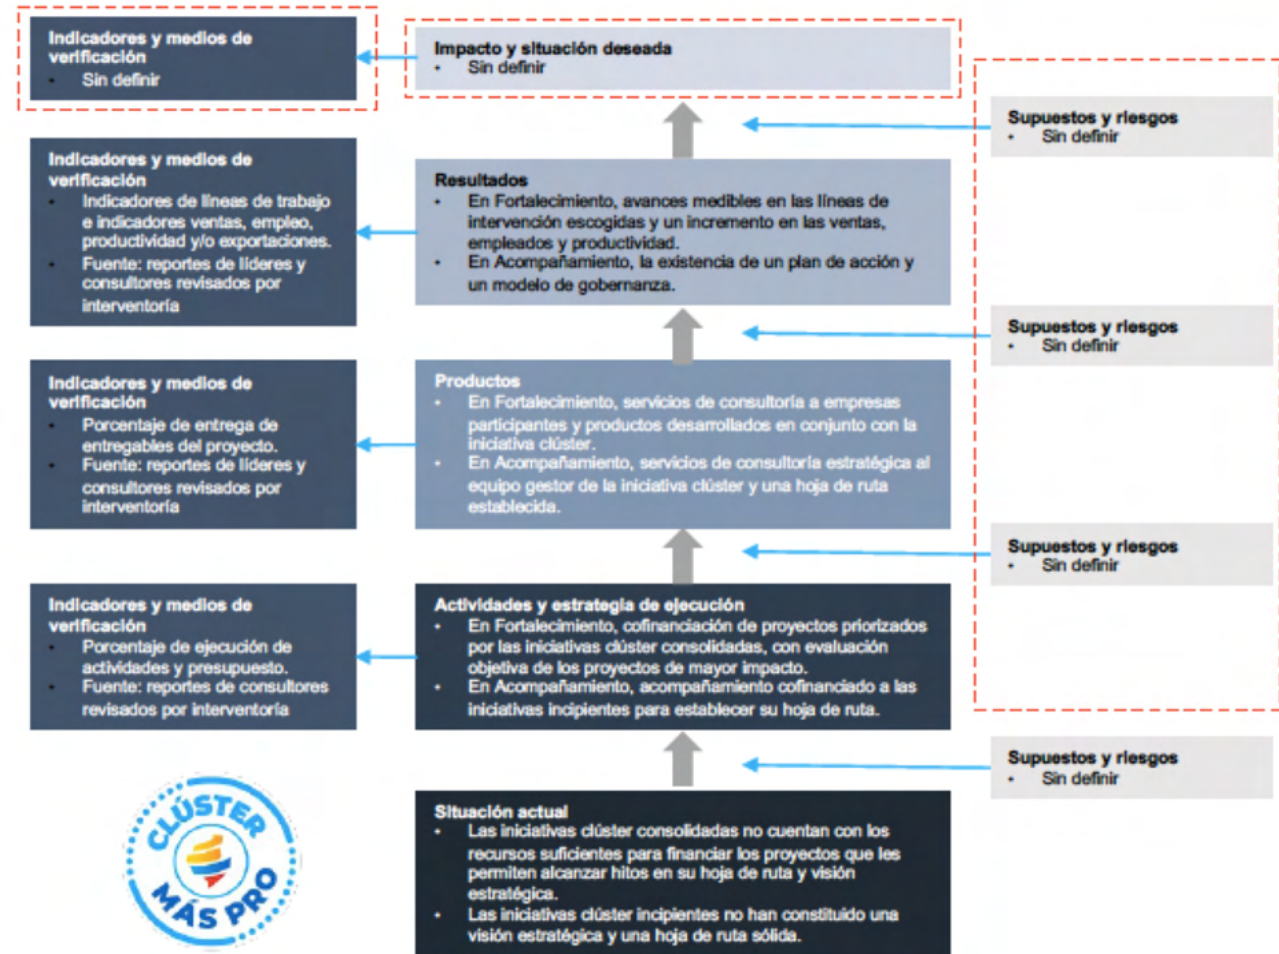 Indicadores y medios de
verificación
• Sin definir
Impacto y situación deseada
• Sin definir
Supuestos y riesgos
• Sin definir
Indicadores y medios de
verificación
• Indicadores de líneas de trabajo
e indicadores ventas, empleo,
productividad y/o exportaciones.
• Fuente: reportes de líderes y
consultores revisados por
interventoría
Resultados
• En Fortalecimiento, avances medibles en las líneas de
intervención escogidas y un incremento en las ventas,
empleados y productividad.
• En Acompañamiento, la existencia de un plan de acción y
un modelo de gobernanza.
Supuestos y riesgos
• Sin definir
Indicadores y medios de
verificación
• Porcentaje de entrega de
entregables del proyecto.
• Fuente: reportes de líderes y
consultores revisados por
interventoría
Productos
• En Fortalecimiento, servicios de consultoría a empresas
participantes y productos desarrollados en conjunto con la
iniciativa clúster.
• En Acompañamiento, servicios de consultoría estratégica al
equipo gestor de la iniciativa clúster y una hoja de ruta
establecida.
Supuestos y riesgos
• Sin definir
Indicadores y medios de
verificación
• Porcentaje de ejecución de
actividades y presupuesto.
• Fuente: reportes de consultores
revisados por interventoría
Actividades y estrategia de ejecución
• En Fortalecimiento, cofinanciación de proyectos priorizados
por las iniciativas clúster consolidadas, con evaluación
objetiva de los proyectos de mayor impacto.
• En Acompañamiento, acompañamiento cofinanciado a las
iniciativas incipientes para establecer su hoja de ruta.
Supuestos y riesgos
• Sin definir
CLÚSTER
MÁS PRO
Situación actual
• Las iniciativas clúster consolidadas no cuentan con los
recursos suficientes para financiar los proyectos que les
permiten alcanzar hitos en su hoja de ruta y visión
estratégica.
• Las iniciativas clúster incipientes no han constituido una
visión estratégica y una hoja de ruta sólida.